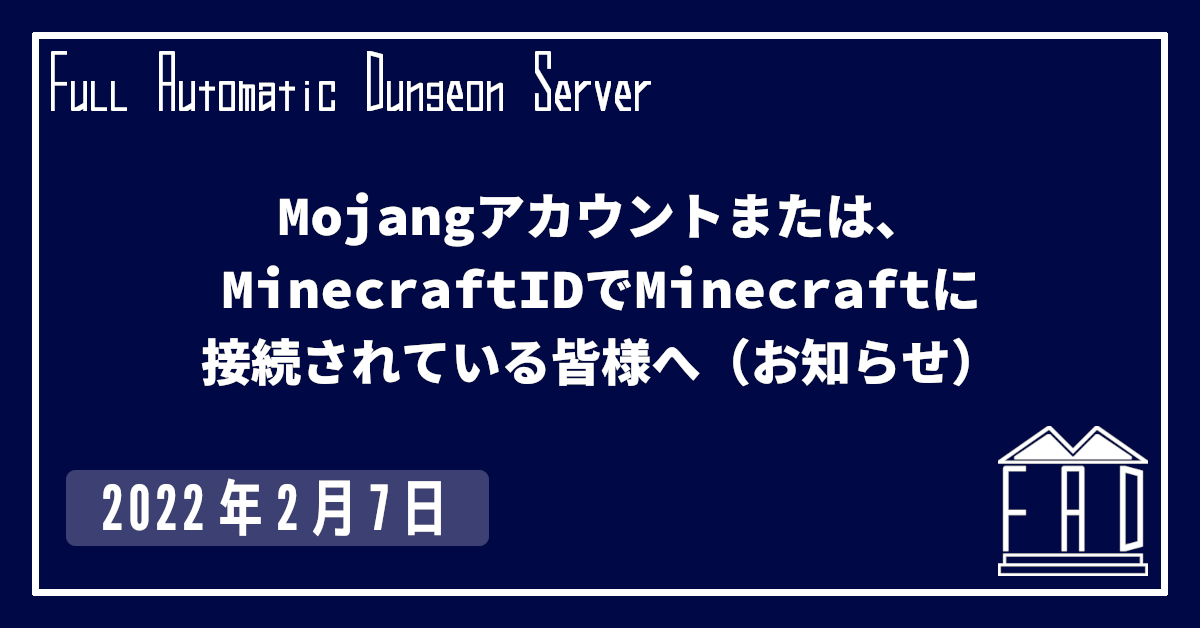 Full Automatic Dungeon Server
Mojangアカウントまたは、
MinecraftIDでMinecraftに
接続されている皆様へ（お知らせ）
2022年2月7日
FAD